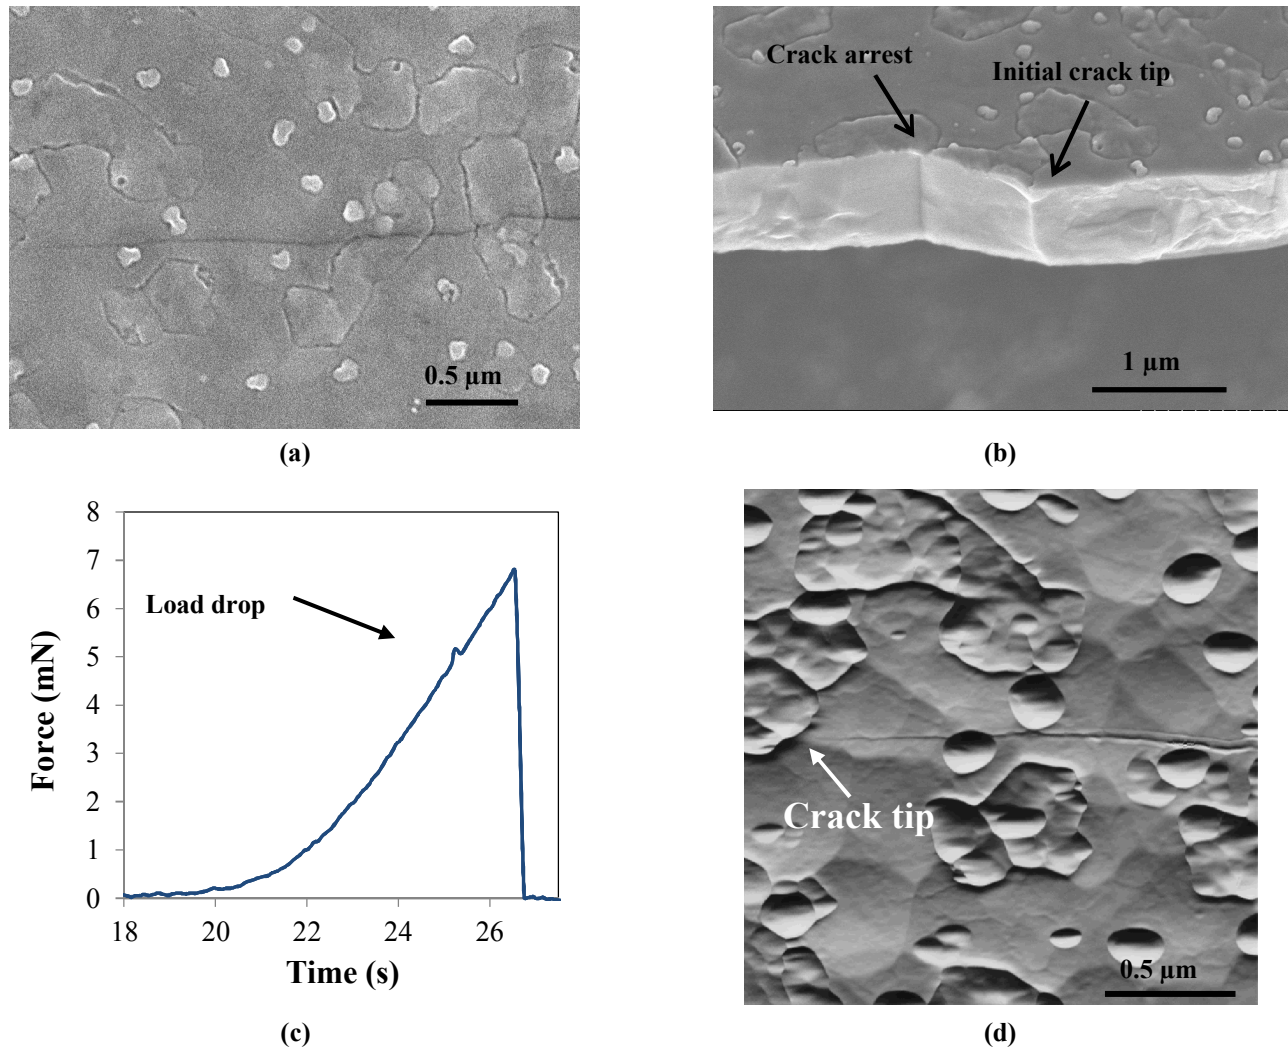 Crack arrest
Initial crack tip
0.5 µm
1 µm
(a)
(b)
8
7
6
5
4
3
2
1
0
Load drop
Force (mN)
18
20
22
24
26
Time (s)
Crack tip
0.5 µm
(c)
(d)